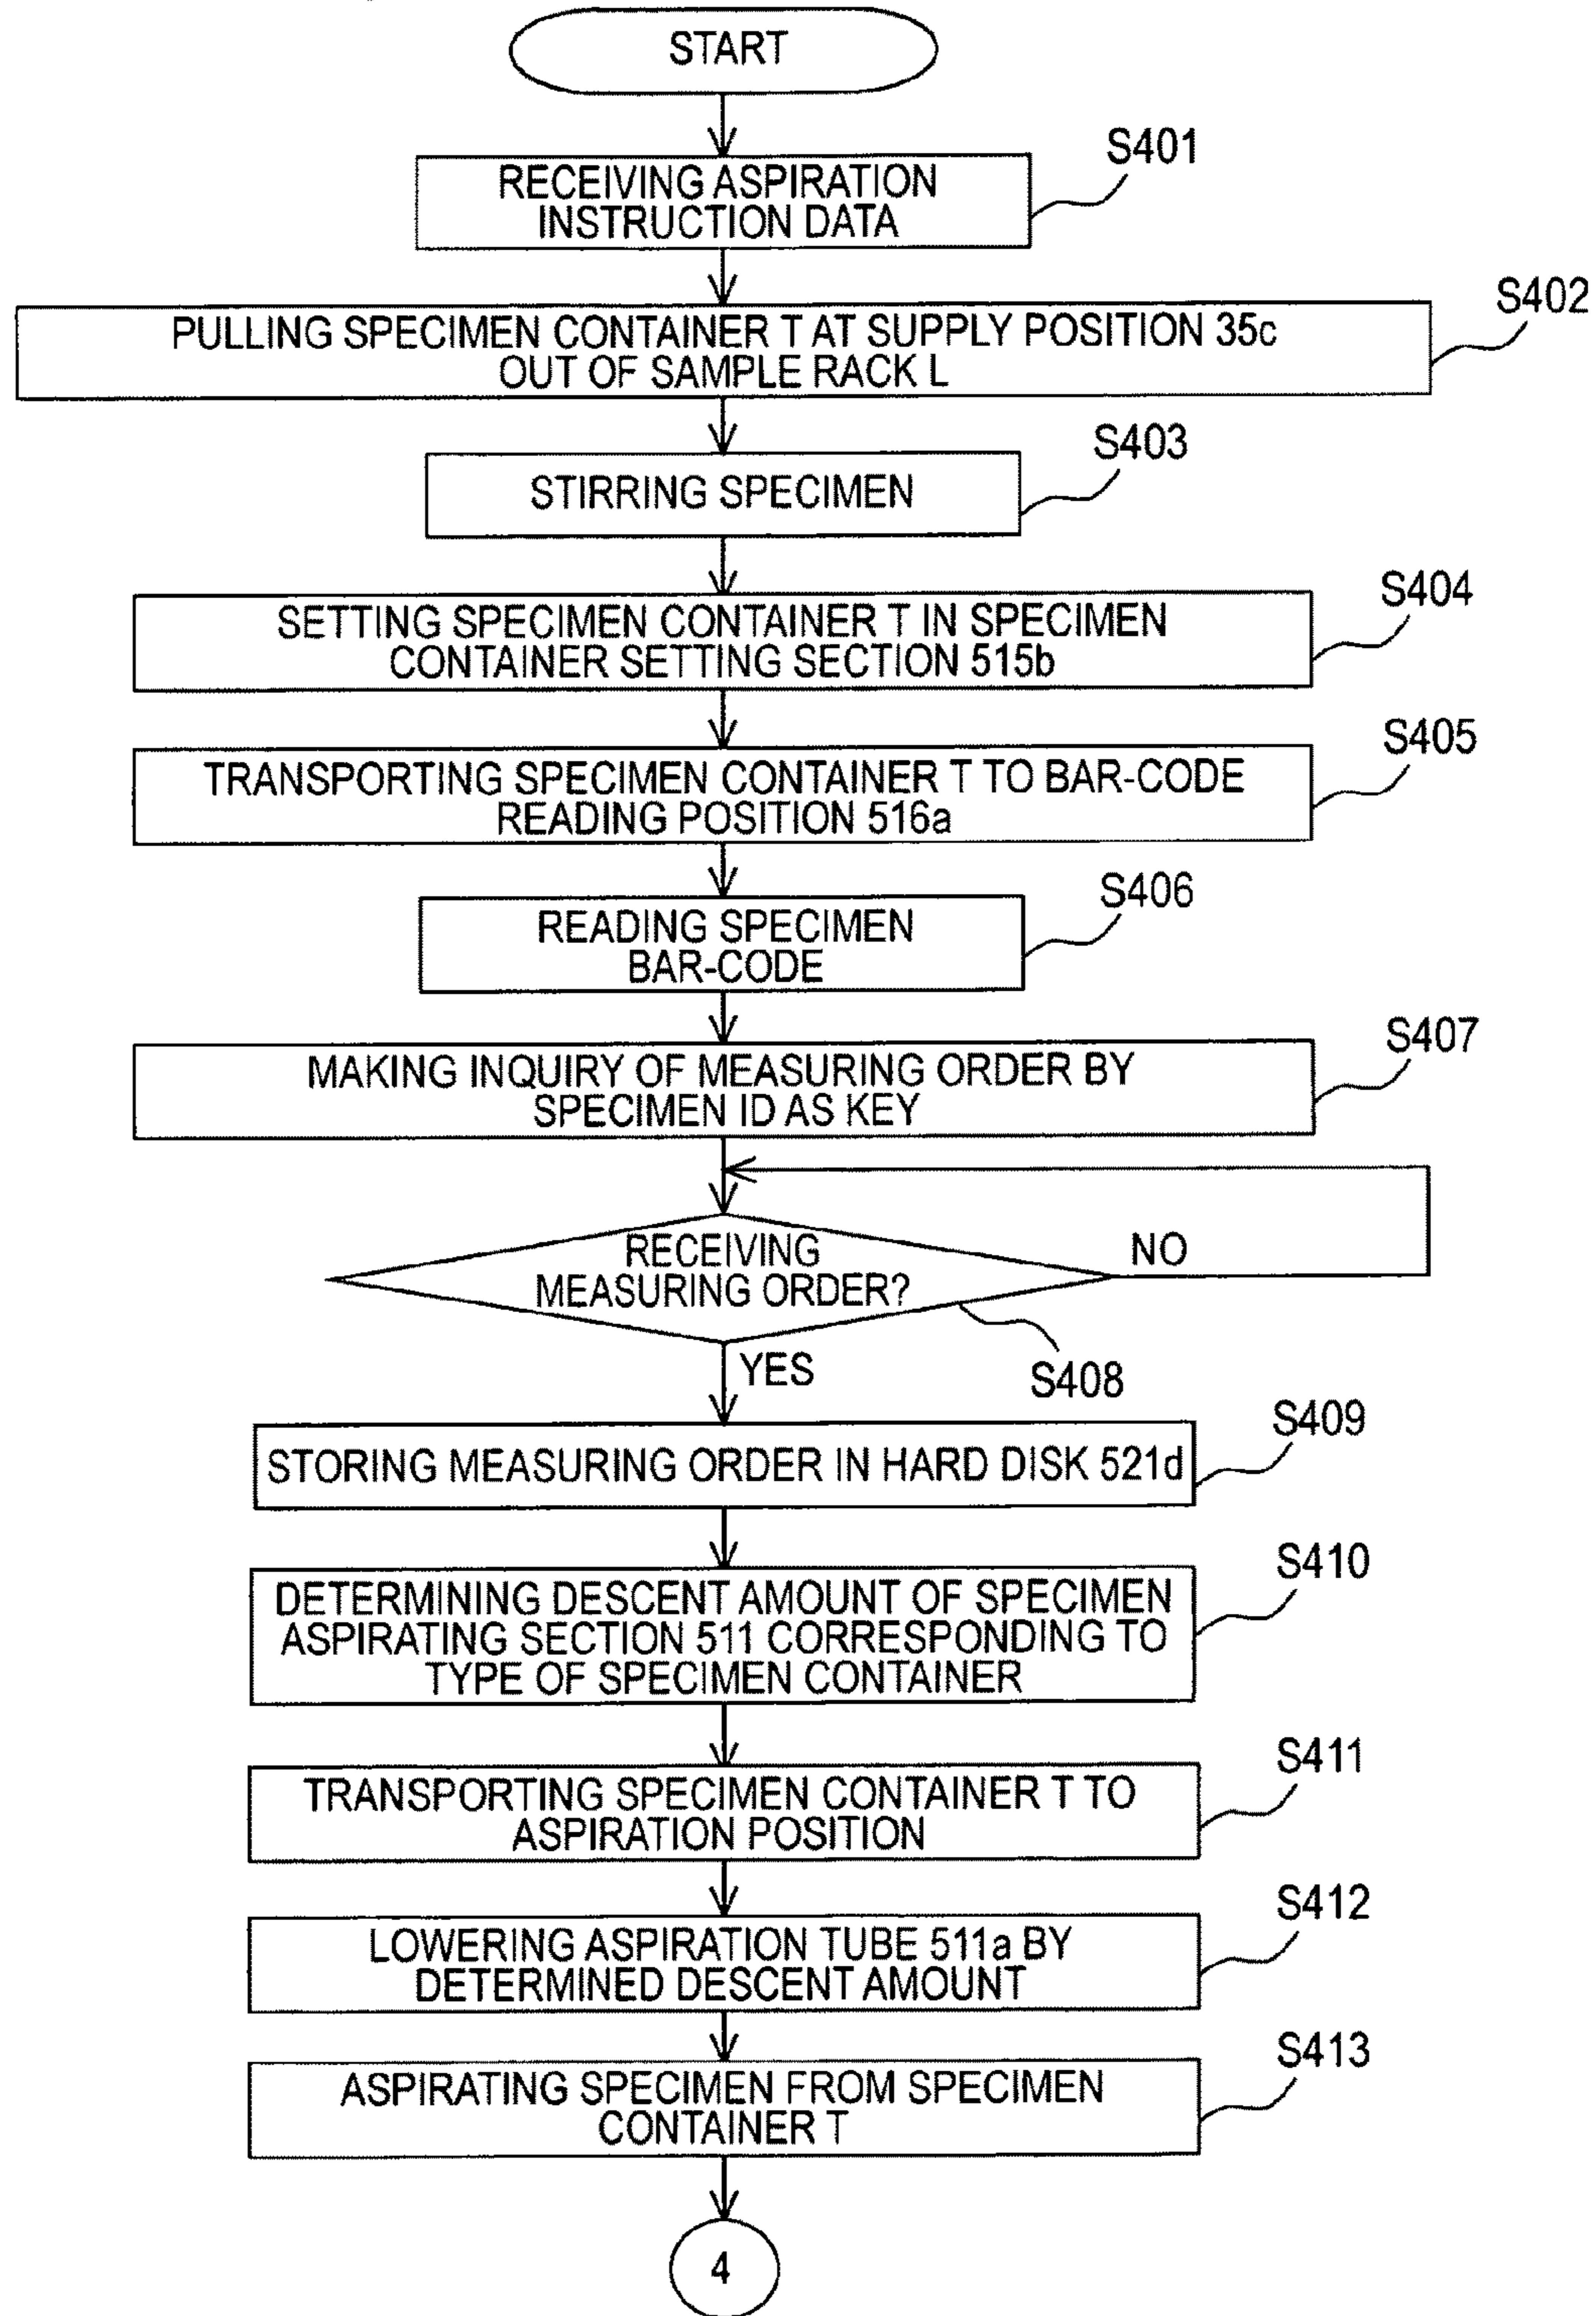 START
S401
RECEIVING ASPIRATION
INSTRUCTION DATA
S402
PULLING SPECIMEN CONTAINER T AT SUPPLY POSITION 35c
OUT OF SAMPLE RACK L
S403
STIRRING SPECIMEN
S404
SETTING SPECIMEN CONTAINER T IN SPECIMEN
CONTAINER SETTING SECTION 515b
S405
TRANSPORTING SPECIMEN CONTAINER T TO BAR-CODE
READING POSITION 516a
S406
READING SPECIMEN
BAR-CODE
S407
MAKING INQUIRY OF MEASURING ORDER BY
SPECIMEN ID AS KEY
RECEIVING
MEASURING ORDER?
NO
YES
S408
S409
STORING MEASURING ORDER IN HARD DISK 521d
S410
DETERMINING DESCENT AMOUNT OF SPECIMEN
ASPIRATING SECTION 511 CORRESPONDING TO
TYPE OF SPECIMEN CONTAINER
S411
TRANSPORTING SPECIMEN CONTAINER T TO
ASPIRATION POSITION
S412
LOWERING ASPIRATION TUBE 511a BY
DETERMINED DESCENT AMOUNT
S413
ASPIRATING SPECIMEN FROM SPECIMEN
CONTAINER T
4